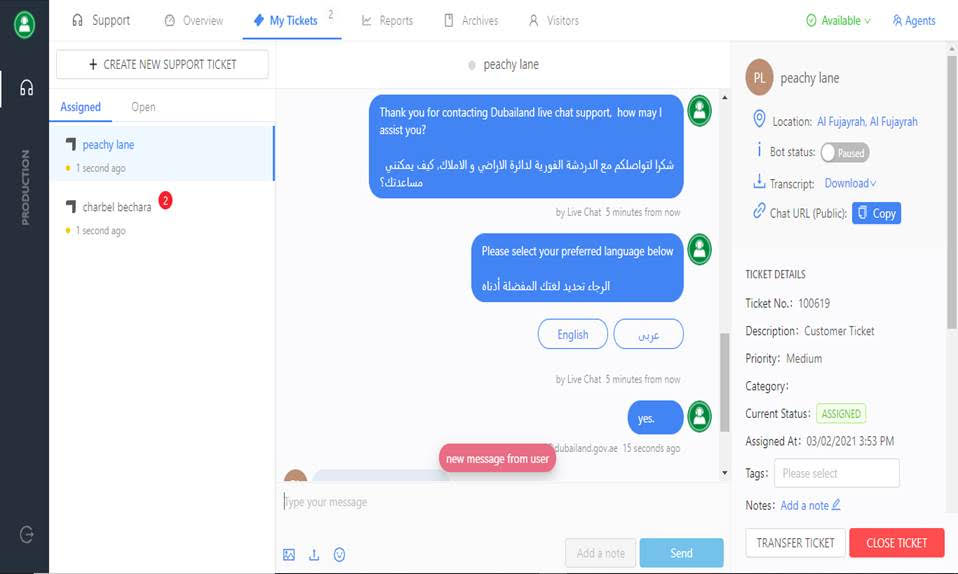 Support
Overview
My Tickets 2
Reports
Archives
Visitors
Available
Agents
PRODUCTION
+ CREATE NEW SUPPORT TICKET
Assigned
Open
peachy lane
1 second ago
charbel bechara 2
1 second ago
peachy lane
Thank you for contacting Dubailand live chat support, how may I
assist you?
شكرا لتواصلكم مع الدردشة الفورية لدائرة الاراضي و الاملاك, كيف يمكنني
مساعدتك؟
by Live Chat 5 minutes from now
Please select your preferred language below
الرجاء تحديد لغتك المفضلة أدناه
English
عربى
by Live Chat 5 minutes from now
yes.
dubailand.gov.ae 15 seconds ago
new message from user
Type your message
Add a note
Send
PL
peachy lane
Location: Al Fujayrah, Al Fujayrah
Bot status: Paused
Transcript: Download
Chat URL (Public): Copy
TICKET DETAILS
Ticket No.: 100619
Description: Customer Ticket
Priority: Medium
Category:
Current Status: ASSIGNED
Assigned At: 03/02/2021 3:53 PM
Tags: Please select
Notes: Add a note
TRANSFER TICKET
CLOSE TICKET